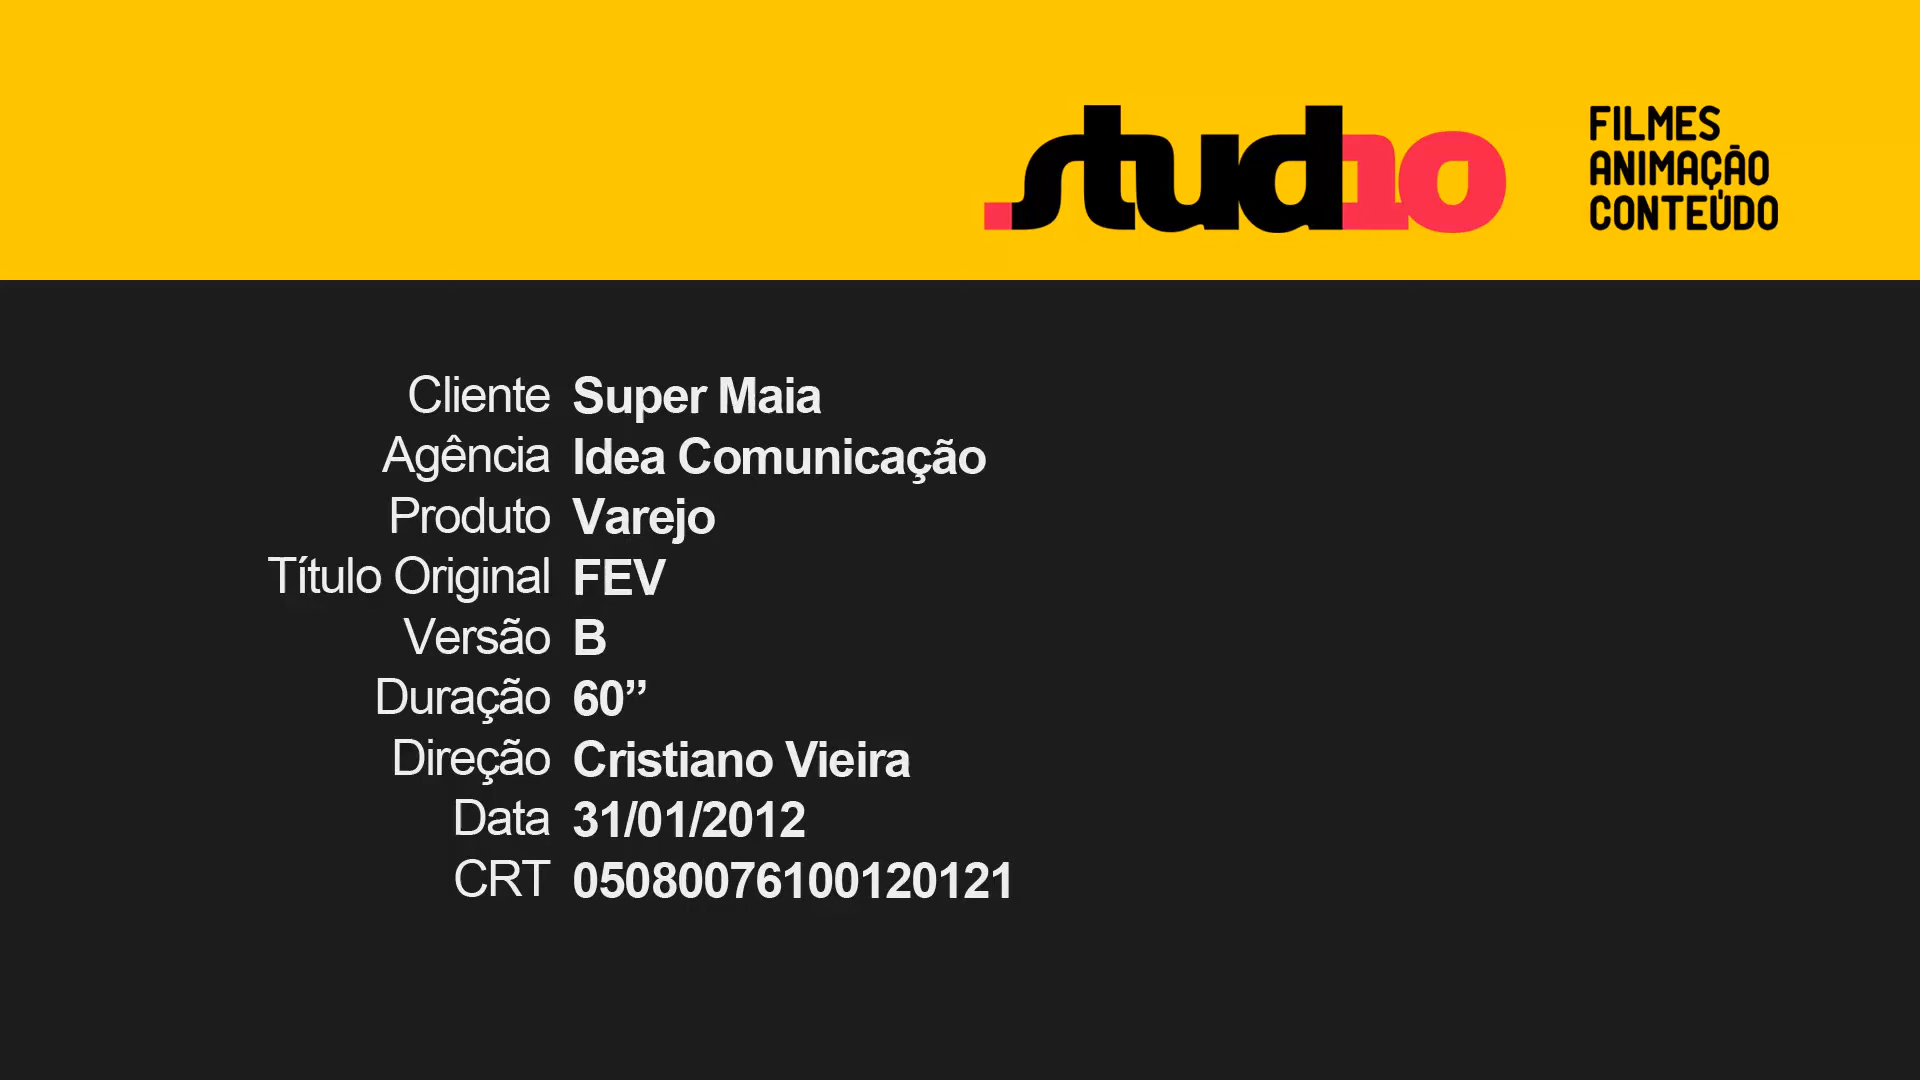 .stud10
FILMES
ANIMAÇÃO
CONTEÚDO
Cliente Super Maia
Agência Idea Comunicação
Produto Varejo
Título Original FEV
Versão B
Duração 60”
Direção Cristiano Vieira
Data 31/01/2012
CRT 05080076100120121